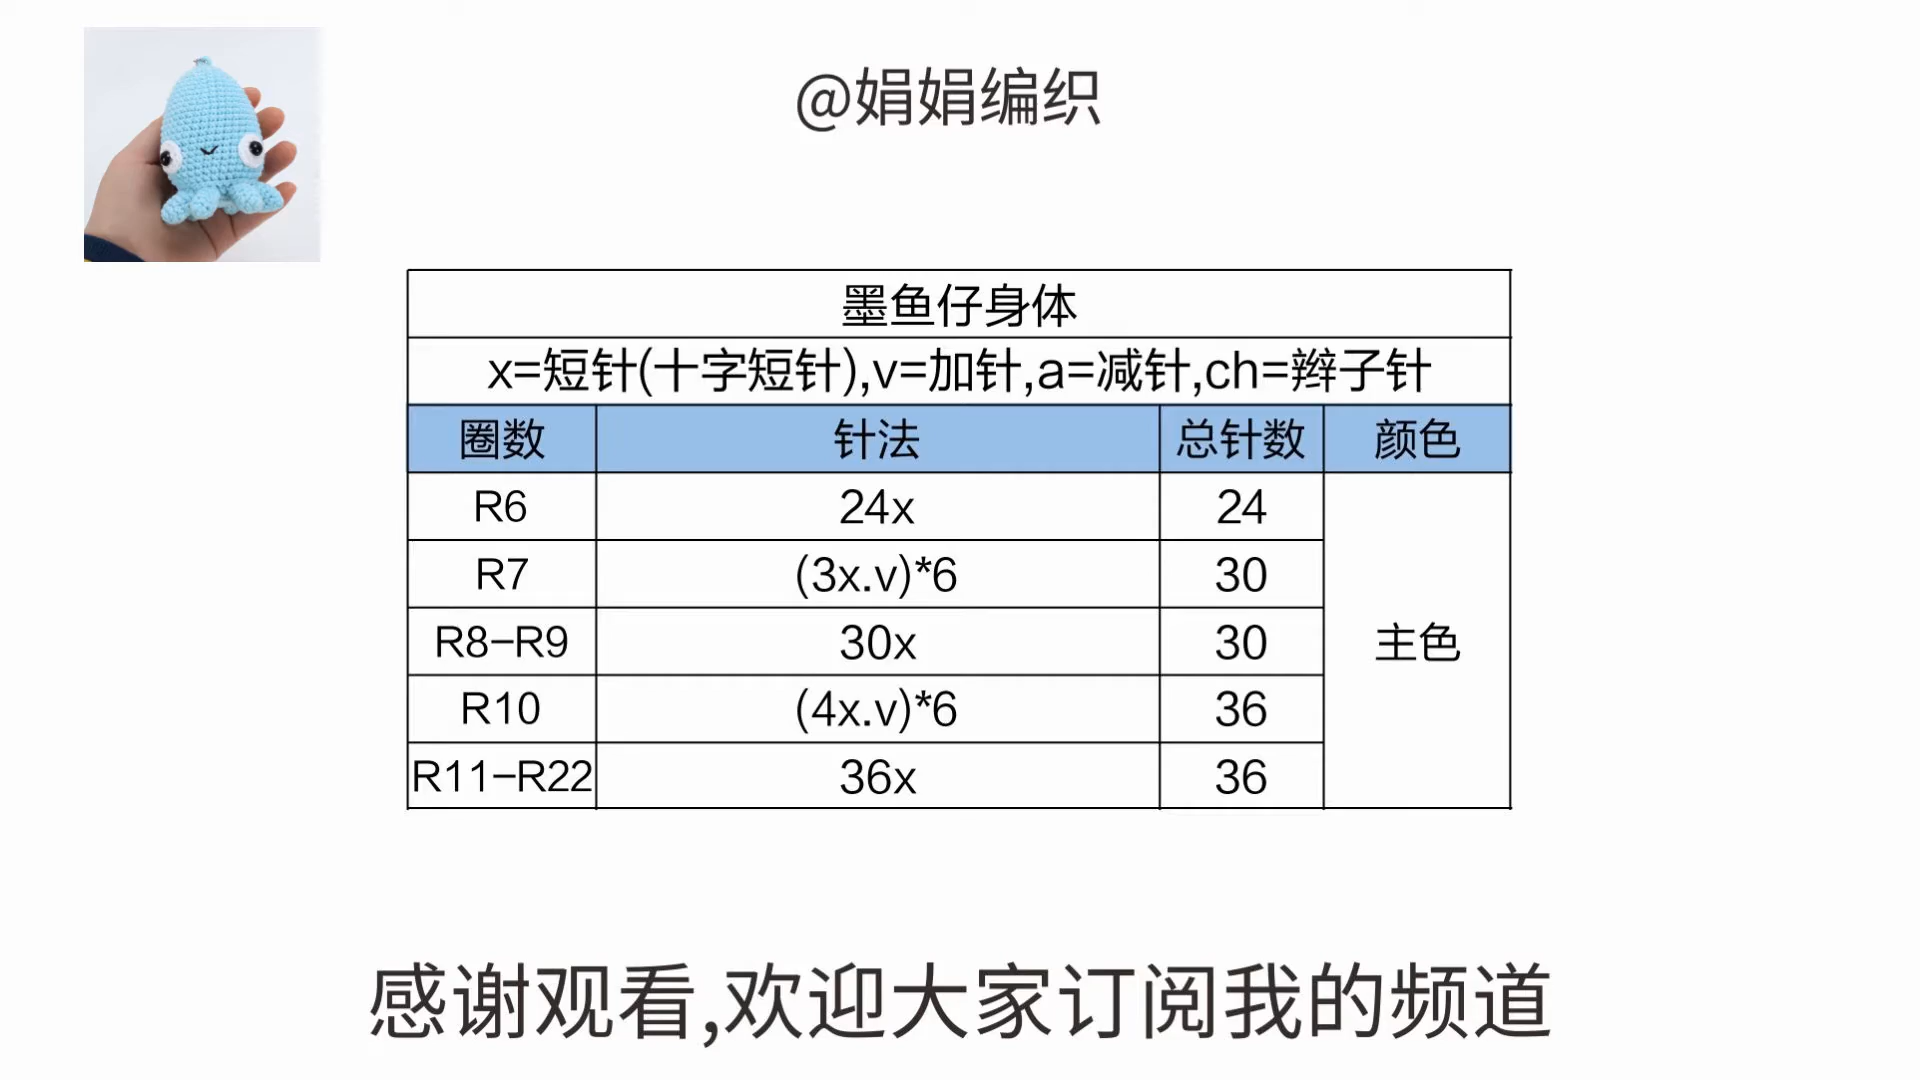 @娟娟编织
墨鱼仔身体
x=短针(十字短针),v=加针,a=减针,ch=辫子针
圈数 针法 总针数 颜色
R6 24x 24
R7 (3x.v)*6 30
R8-R9 30x 30 主色
R10 (4x.v)*6 36
R11-R22 36x 36
感谢观看,欢迎大家订阅我的频道